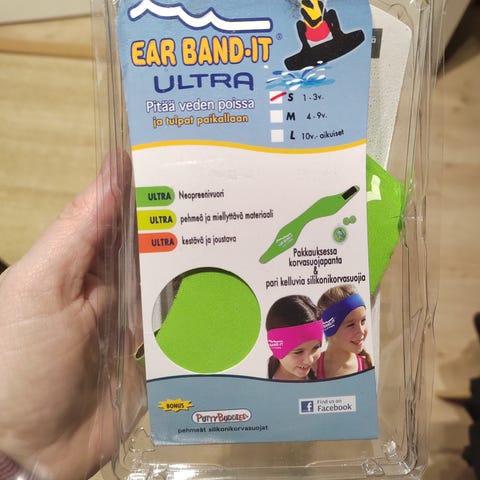 EAR BAND-IT®
ULTRA
Pitää veden poissa
ja tulpat paikallaan
S 1 - 3v.
M 4 - 9v.
L 10v.- aikuiset
ULTRA Neopreenivuori
ULTRA pehmeä ja miellyttävä materiaali
ULTRA kestävä ja joustava
Pakkauksessa
korvasuojapanta
&
pari kelluvia silikonikorvasuojia
BAND-IT
BONUS
PUTTY BUDDIES
pehmeät silikonikorvasuojat
Find us on
Facebook